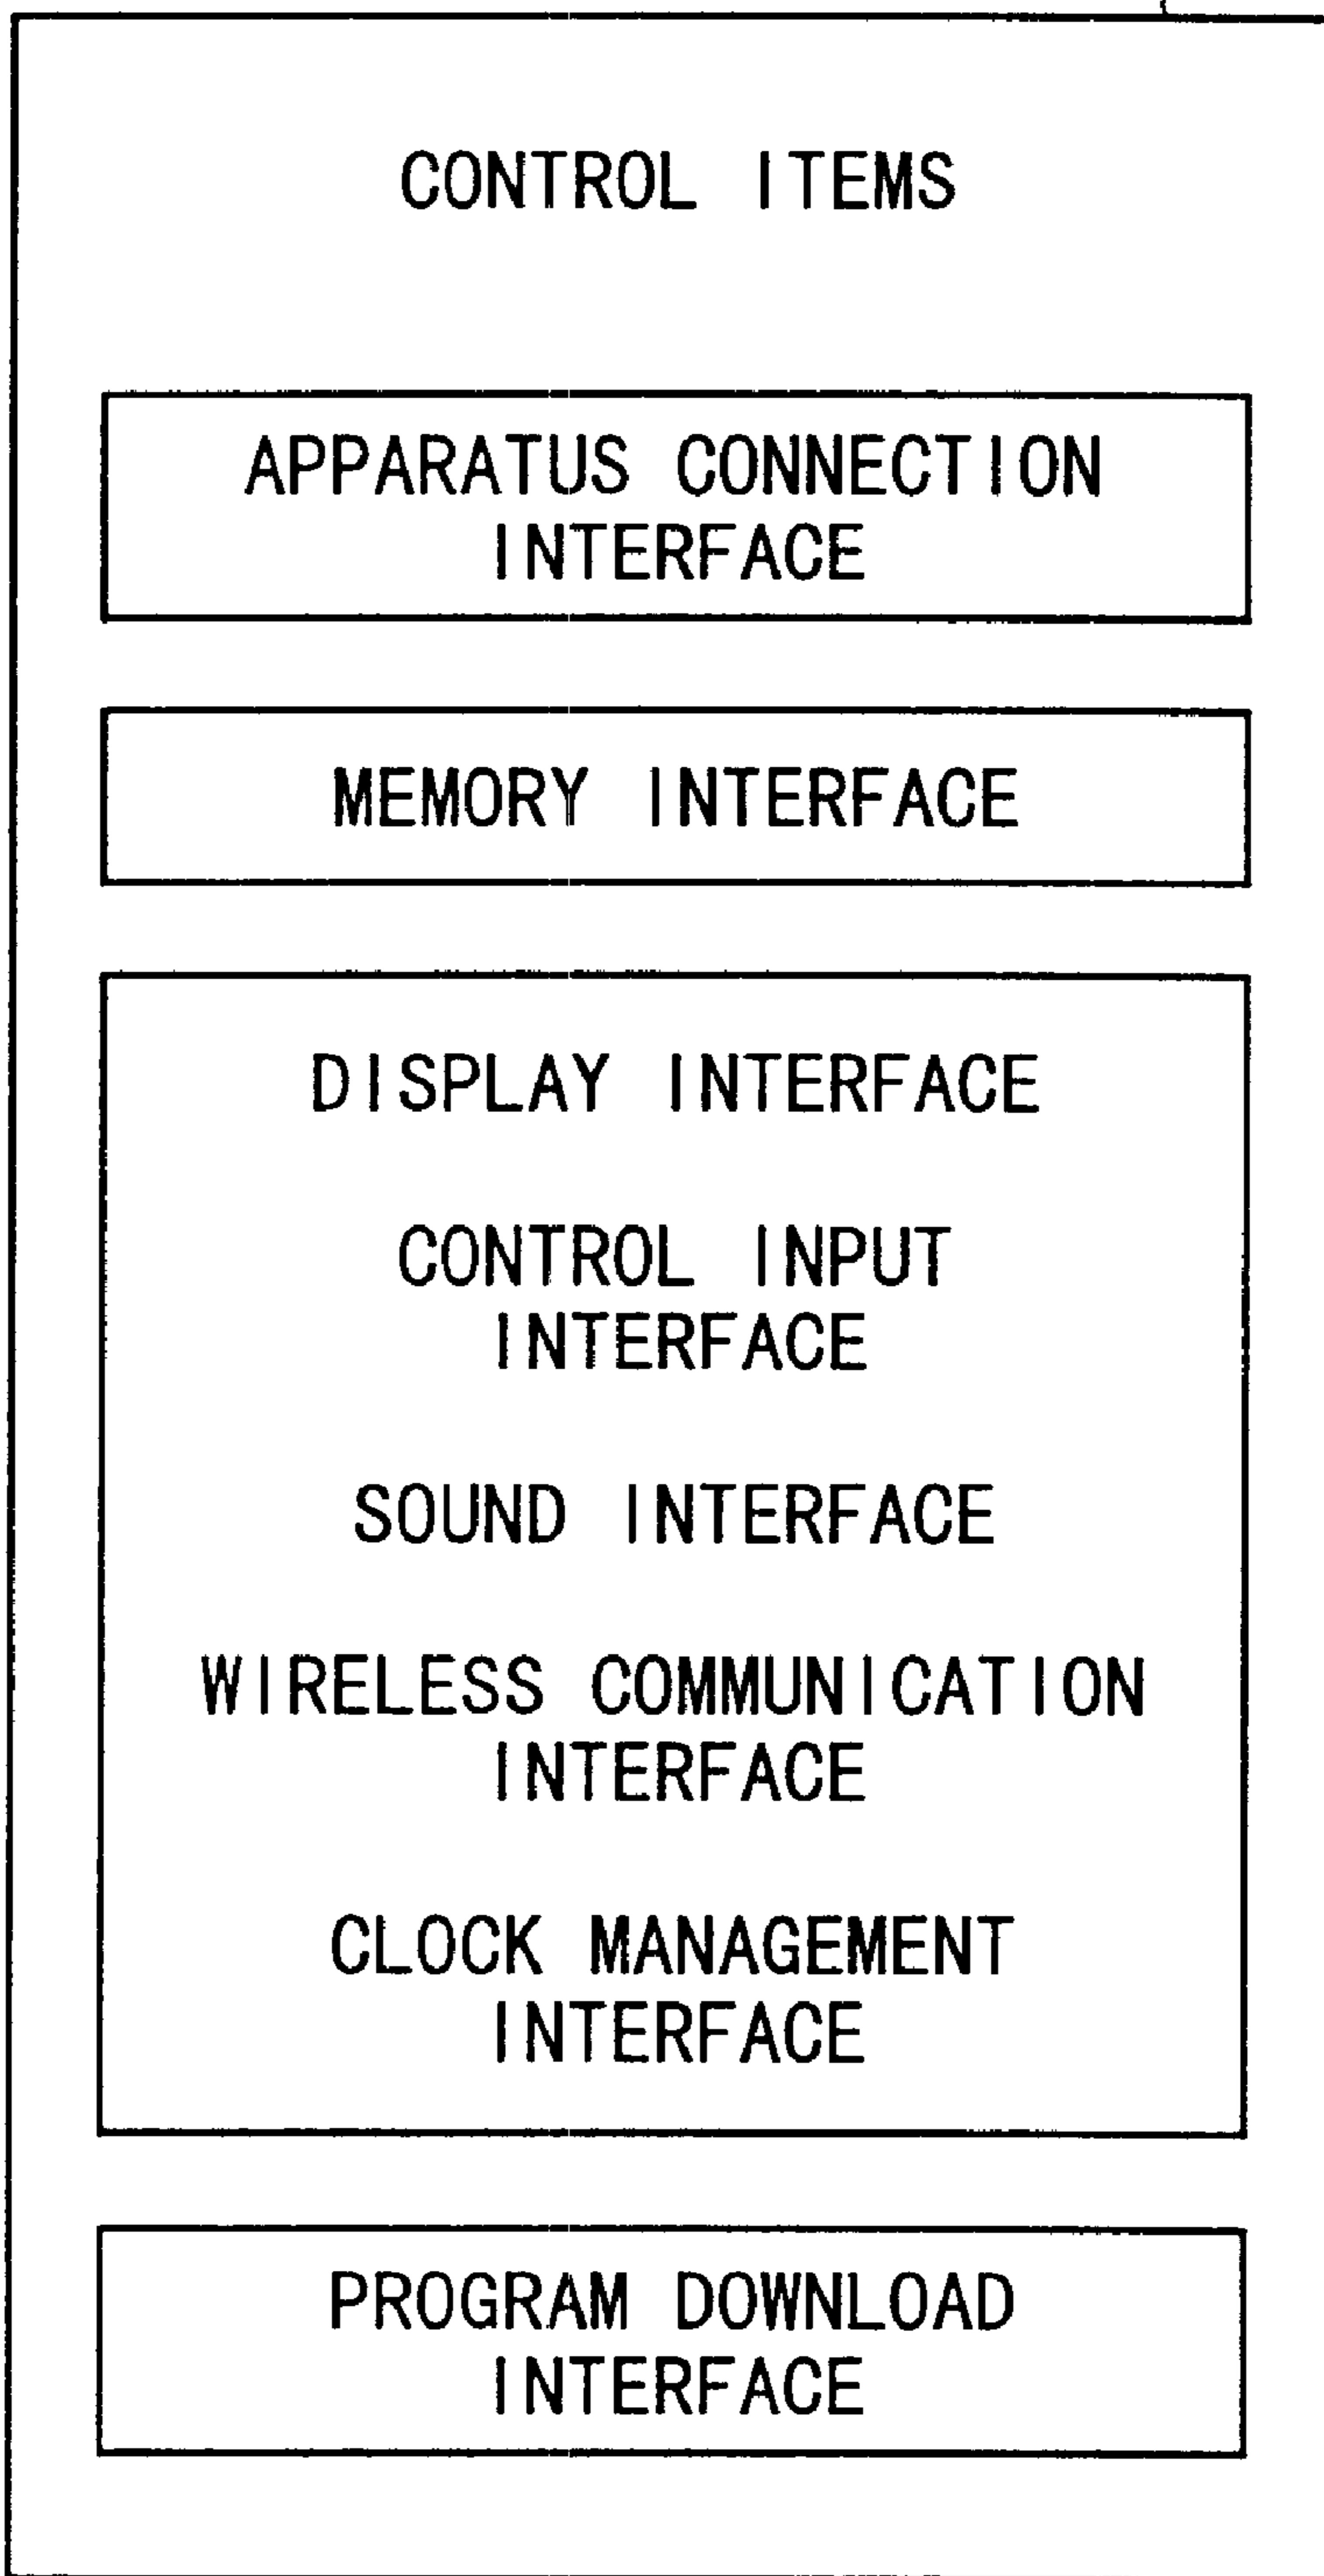 CONTROL ITEMS
APPARATUS CONNECTION
INTERFACE
MEMORY INTERFACE
DISPLAY INTERFACE
CONTROL INPUT
INTERFACE
SOUND INTERFACE
WIRELESS COMMUNICATION
INTERFACE
CLOCK MANAGEMENT
INTERFACE
PROGRAM DOWNLOAD
INTERFACE